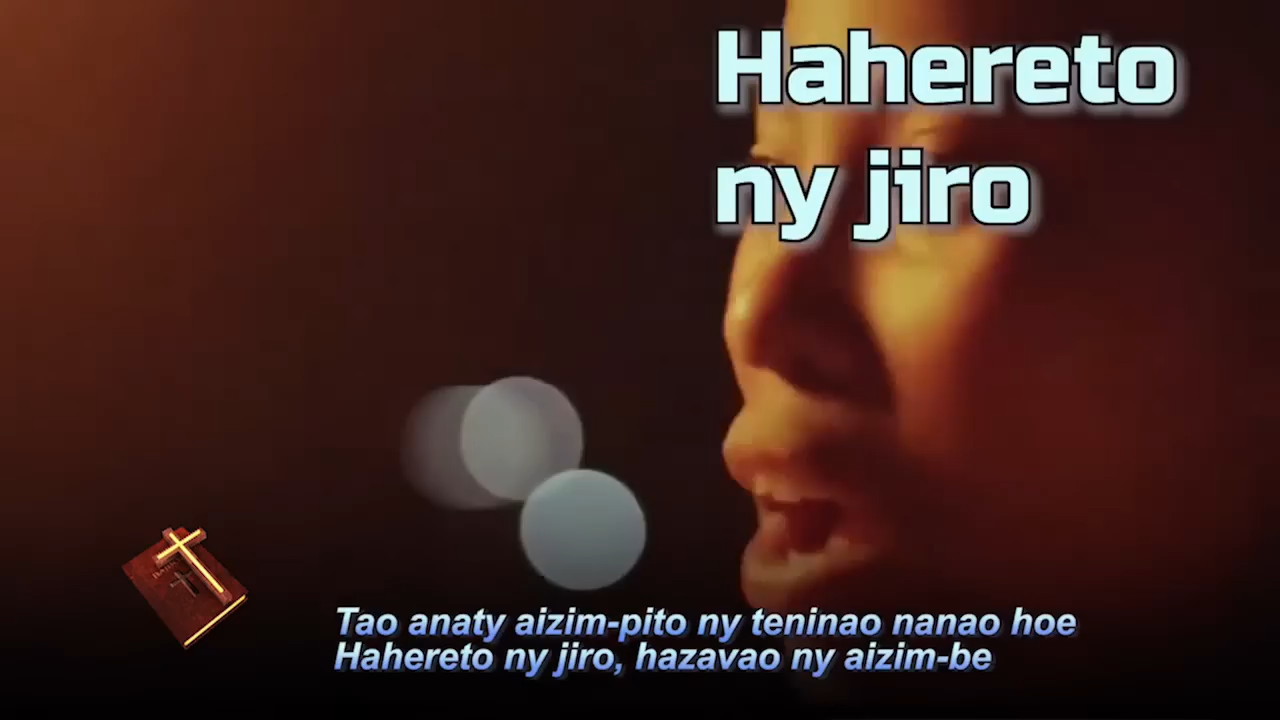 Hahereto
ny jiro
Tao anaty aizim-pito ny teninao nanao hoe
Hahereto ny jiro, hazavao ny aizim-be